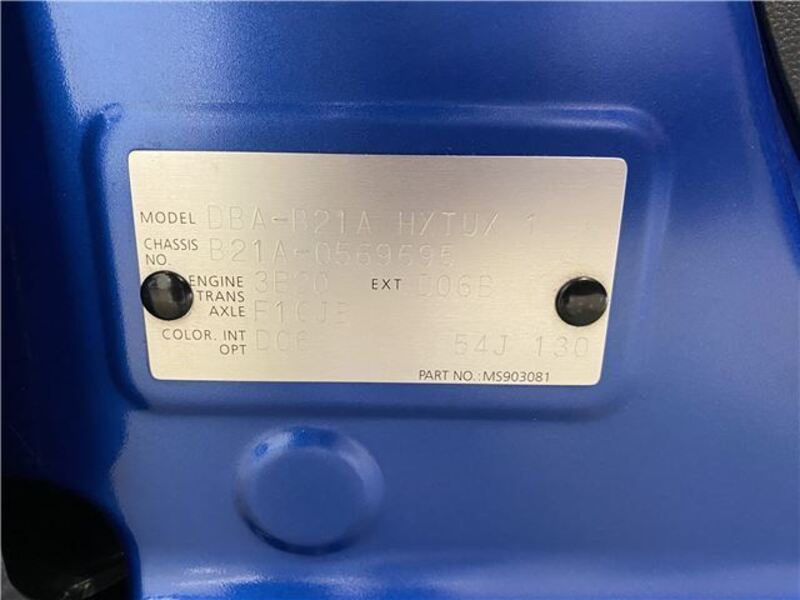 MODEL DBA-B21A HXTUX 1
CHASSIS NO. B21A-0569695
ENGINE 3B20 EXT D06B
TRANS AXLE F1CJB
COLOR. INT D06
OPT 54J 130
PART NO.:MS903081